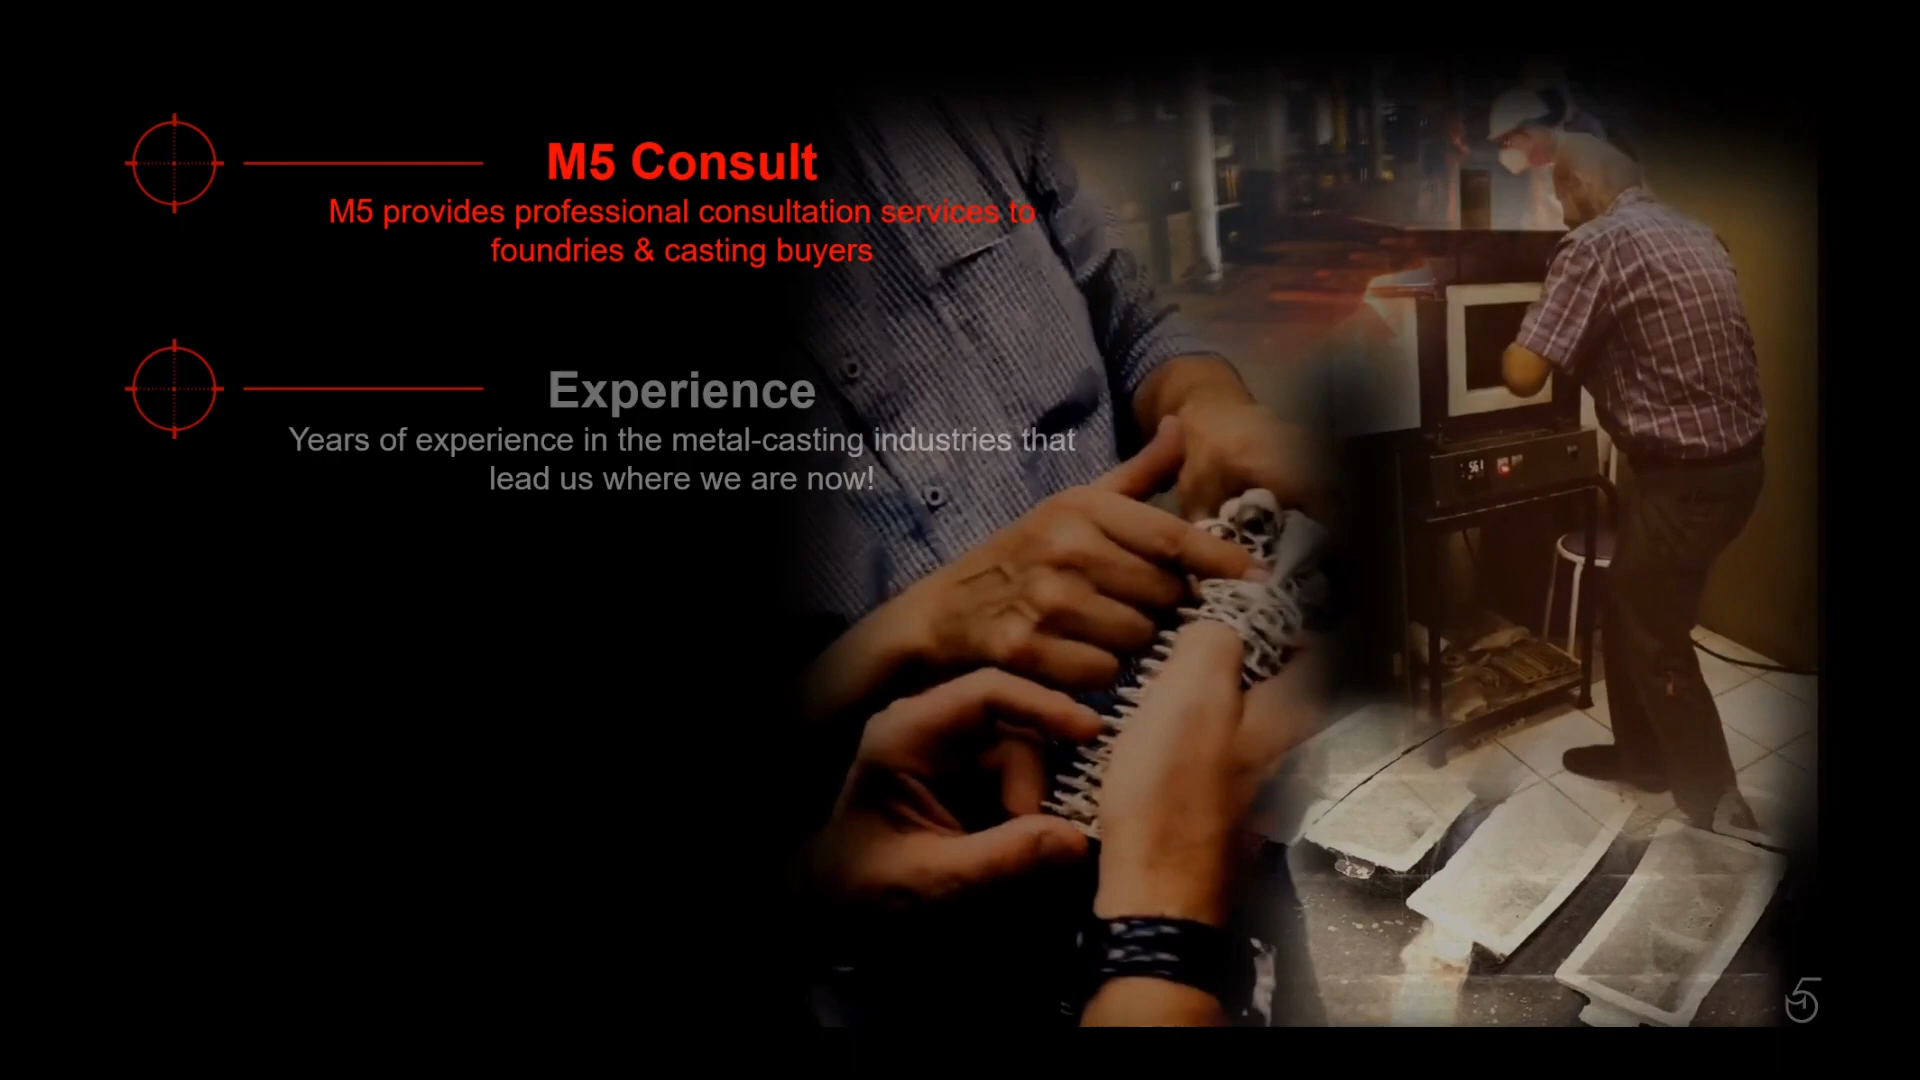 M5 Consult
M5 provides professional consultation services to
foundries & casting buyers
Experience
Years of experience in the metal-casting industries that
lead us where we are now!